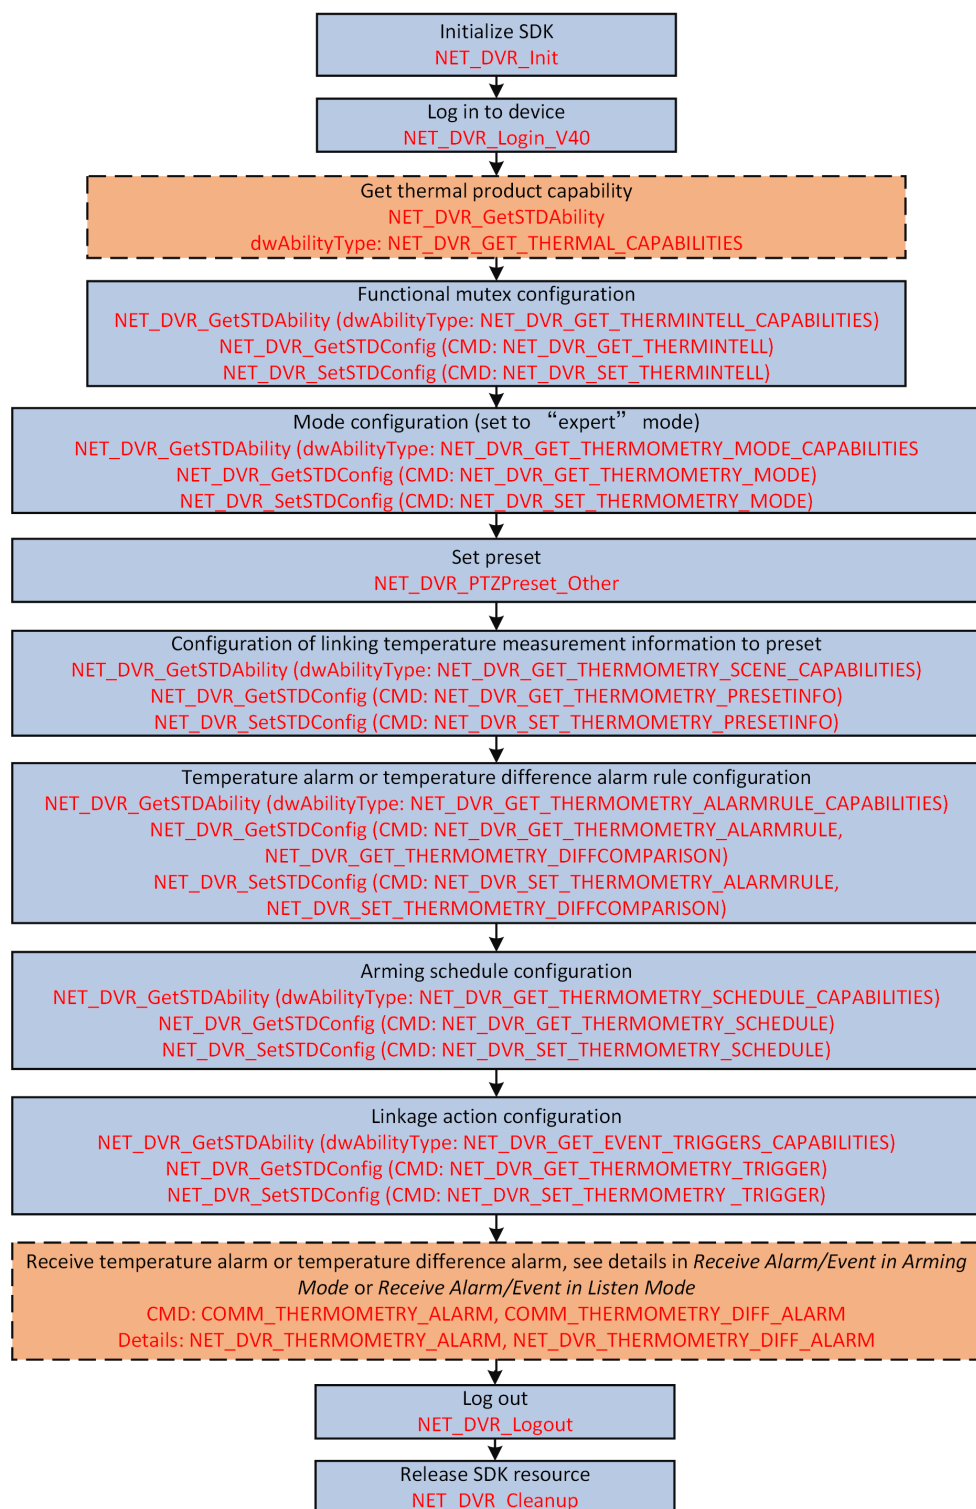 Initialize SDK
NET_DVR_Init
Log in to device
NET_DVR_Login_V40
Get thermal product capability
NET_DVR_GetSTDAbility
dwAbilityType: NET_DVR_GET_THERMAL_CAPABILITIES
Functional mutex configuration
NET_DVR_GetSTDAbility (dwAbilityType: NET_DVR_GET_THERMINTELL_CAPABILITIES)
NET_DVR_GetSTDConfig (CMD: NET_DVR_GET_THERMINTELL)
NET_DVR_SetSTDConfig (CMD: NET_DVR_SET_THERMINTELL)
Mode configuration (set to “expert” mode)
NET_DVR_GetSTDAbility (dwAbilityType: NET_DVR_GET_THERMOMETRY_MODE_CAPABILITIES
NET_DVR_GetSTDConfig (CMD: NET_DVR_GET_THERMOMETRY_MODE)
NET_DVR_SetSTDConfig (CMD: NET_DVR_SET_THERMOMETRY_MODE)
Set preset
NET_DVR_PTZPreset_Other
Configuration of linking temperature measurement information to preset
NET_DVR_GetSTDAbility (dwAbilityType: NET_DVR_GET_THERMOMETRY_SCENE_CAPABILITIES)
NET_DVR_GetSTDConfig (CMD: NET_DVR_GET_THERMOMETRY_PRESETINFO)
NET_DVR_SetSTDConfig (CMD: NET_DVR_SET_THERMOMETRY_PRESETINFO)
Temperature alarm or temperature difference alarm rule configuration
NET_DVR_GetSTDAbility (dwAbilityType: NET_DVR_GET_THERMOMETRY_ALARMRULE_CAPABILITIES)
NET_DVR_GetSTDConfig (CMD: NET_DVR_GET_THERMOMETRY_ALARMRULE,
NET_DVR_GET_THERMOMETRY_DIFFCOMPARISON)
NET_DVR_SetSTDConfig (CMD: NET_DVR_SET_THERMOMETRY_ALARMRULE,
NET_DVR_SET_THERMOMETRY_DIFFCOMPARISON)
Arming schedule configuration
NET_DVR_GetSTDAbility (dwAbilityType: NET_DVR_GET_THERMOMETRY_SCHEDULE_CAPABILITIES)
NET_DVR_GetSTDConfig (CMD: NET_DVR_GET_THERMOMETRY_SCHEDULE)
NET_DVR_SetSTDConfig (CMD: NET_DVR_SET_THERMOMETRY_SCHEDULE)
Linkage action configuration
NET_DVR_GetSTDAbility (dwAbilityType: NET_DVR_GET_EVENT_TRIGGERS_CAPABILITIES)
NET_DVR_GetSTDConfig (CMD: NET_DVR_GET_THERMOMETRY_TRIGGER)
NET_DVR_SetSTDConfig (CMD: NET_DVR_SET_THERMOMETRY _TRIGGER)
Receive temperature alarm or temperature difference alarm, see details in Receive Alarm/Event in Arming
Mode or Receive Alarm/Event in Listen Mode
CMD: COMM_THERMOMETRY_ALARM, COMM_THERMOMETRY_DIFF_ALARM
Details: NET_DVR_THERMOMETRY_ALARM, NET_DVR_THERMOMETRY_DIFF_ALARM
Log out
NET_DVR_Logout
Release SDK resource
NET_DVR_Cleanup